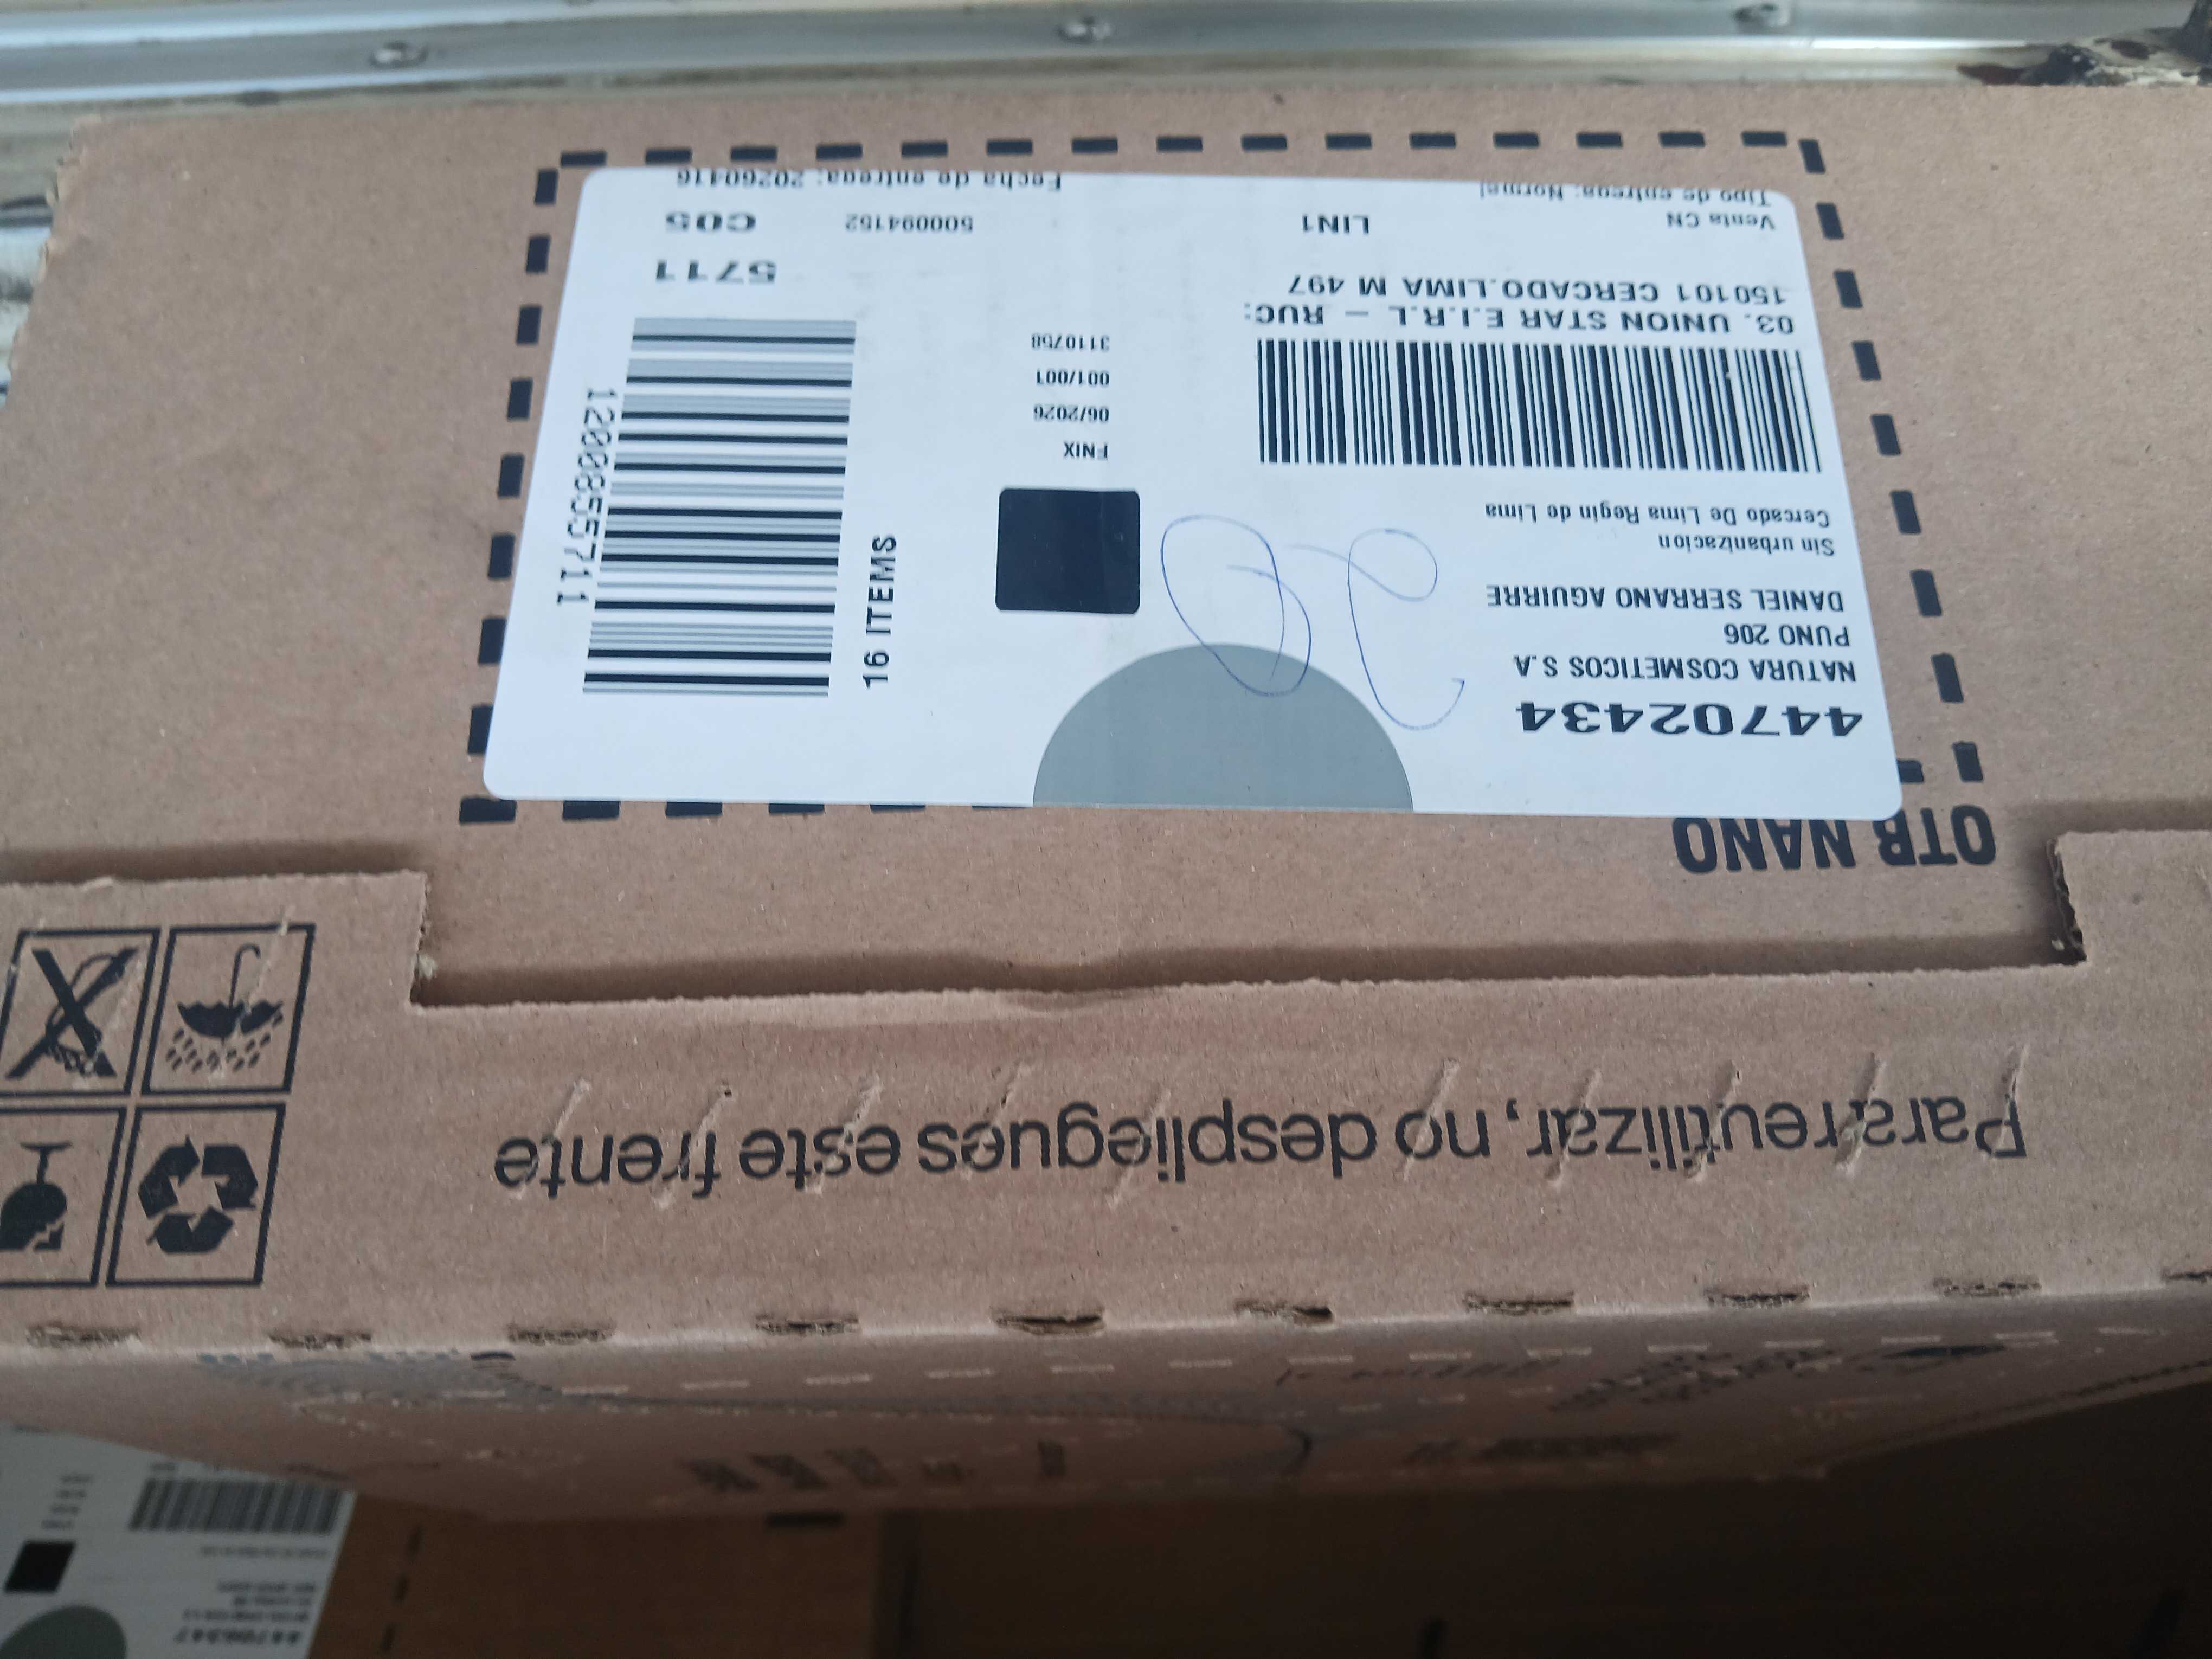 44702434
NATURA COSMETICOS S.A
PUNO 206
DANIEL SERRANO AGUIRRE
Sin urbanizacion
Cercado De Lima Regin de Lima
03. UNION STAR E.I.R.L - RUC:
150101 CERCADO.LIMA M 497
Venta CN
LIN1
500094152
C05
Tipo de entrega: Normal
Fecha de entrega: 20260416
FNIX
06/2026
001/001
3110758
16 ITEMS
1200855711
5711
OTB NANO
Para reutilizar, no despliegues este frente